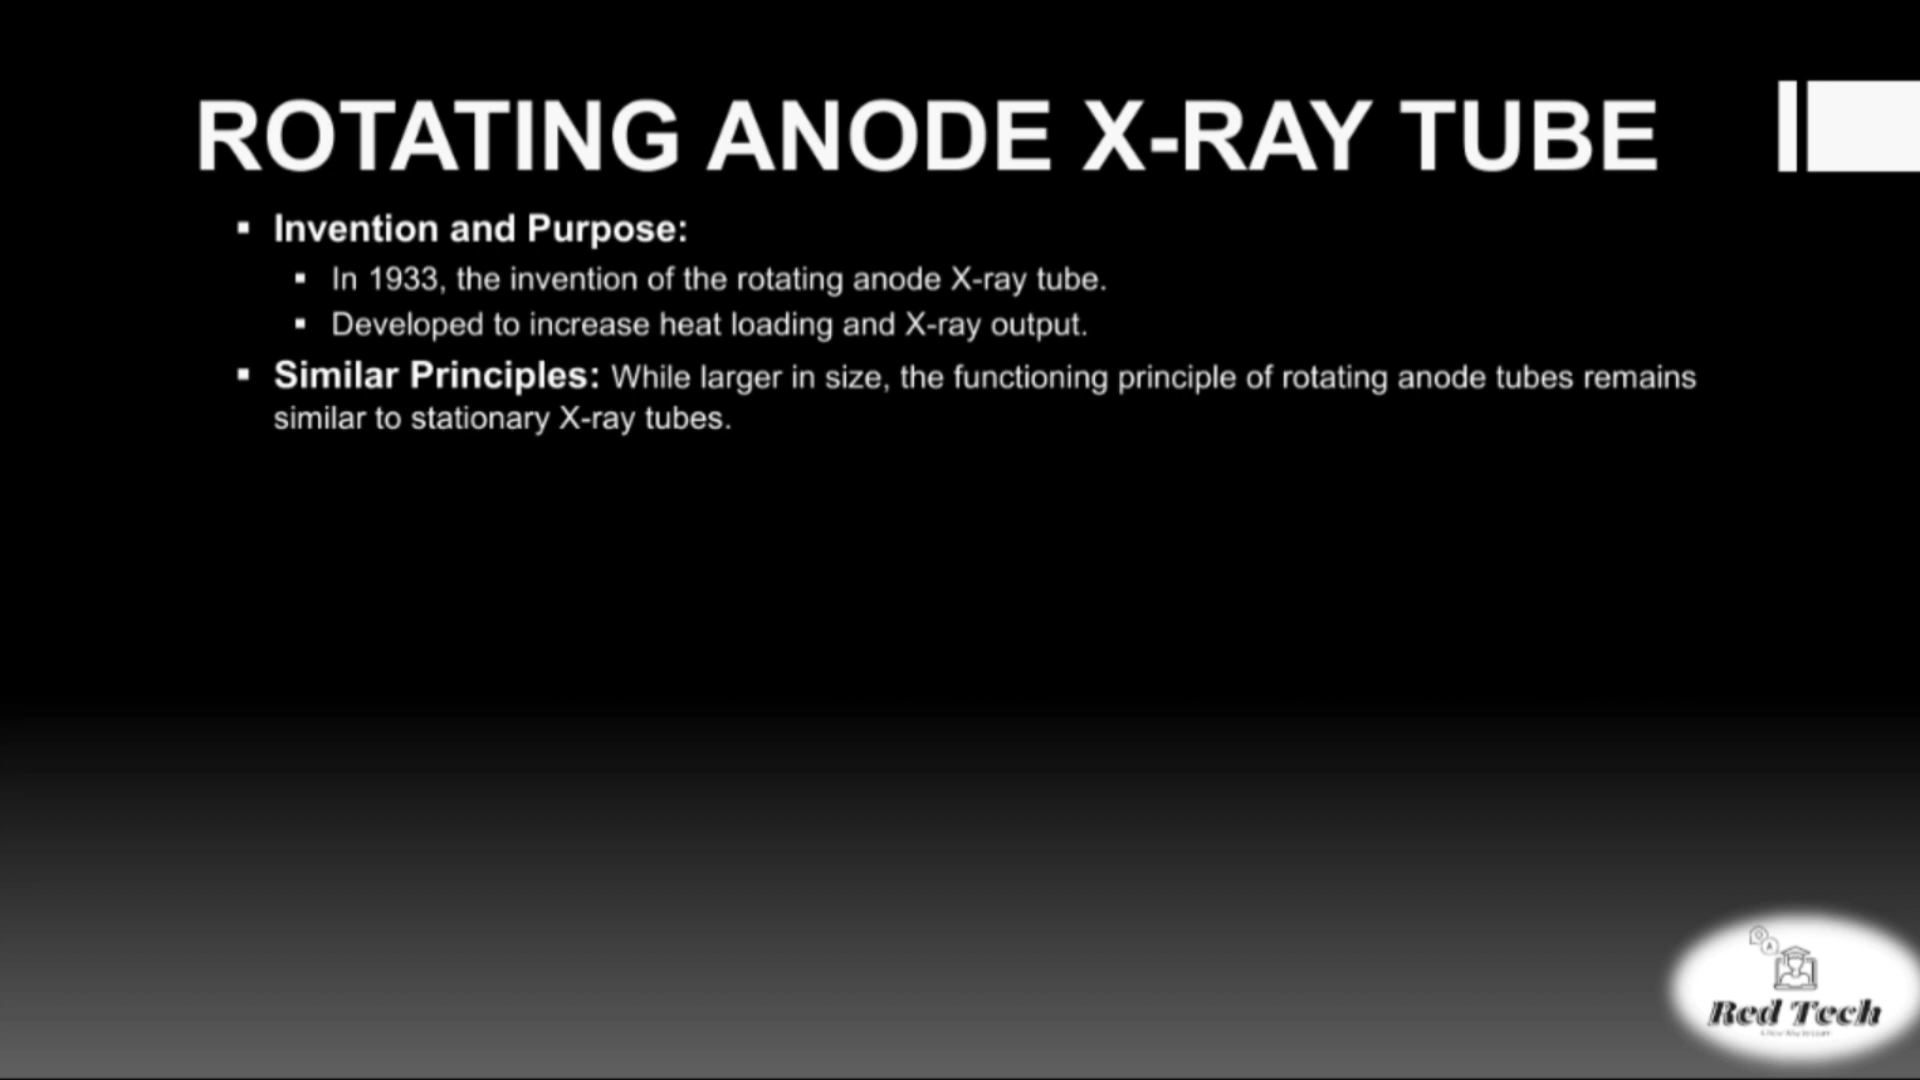 ROTATING ANODE X-RAY TUBE
▪ Invention and Purpose:
▪ In 1933, the invention of the rotating anode X-ray tube.
▪ Developed to increase heat loading and X-ray output.
▪ Similar Principles: While larger in size, the functioning principle of rotating anode tubes remains
similar to stationary X-ray tubes.
Q
A
Red Tech